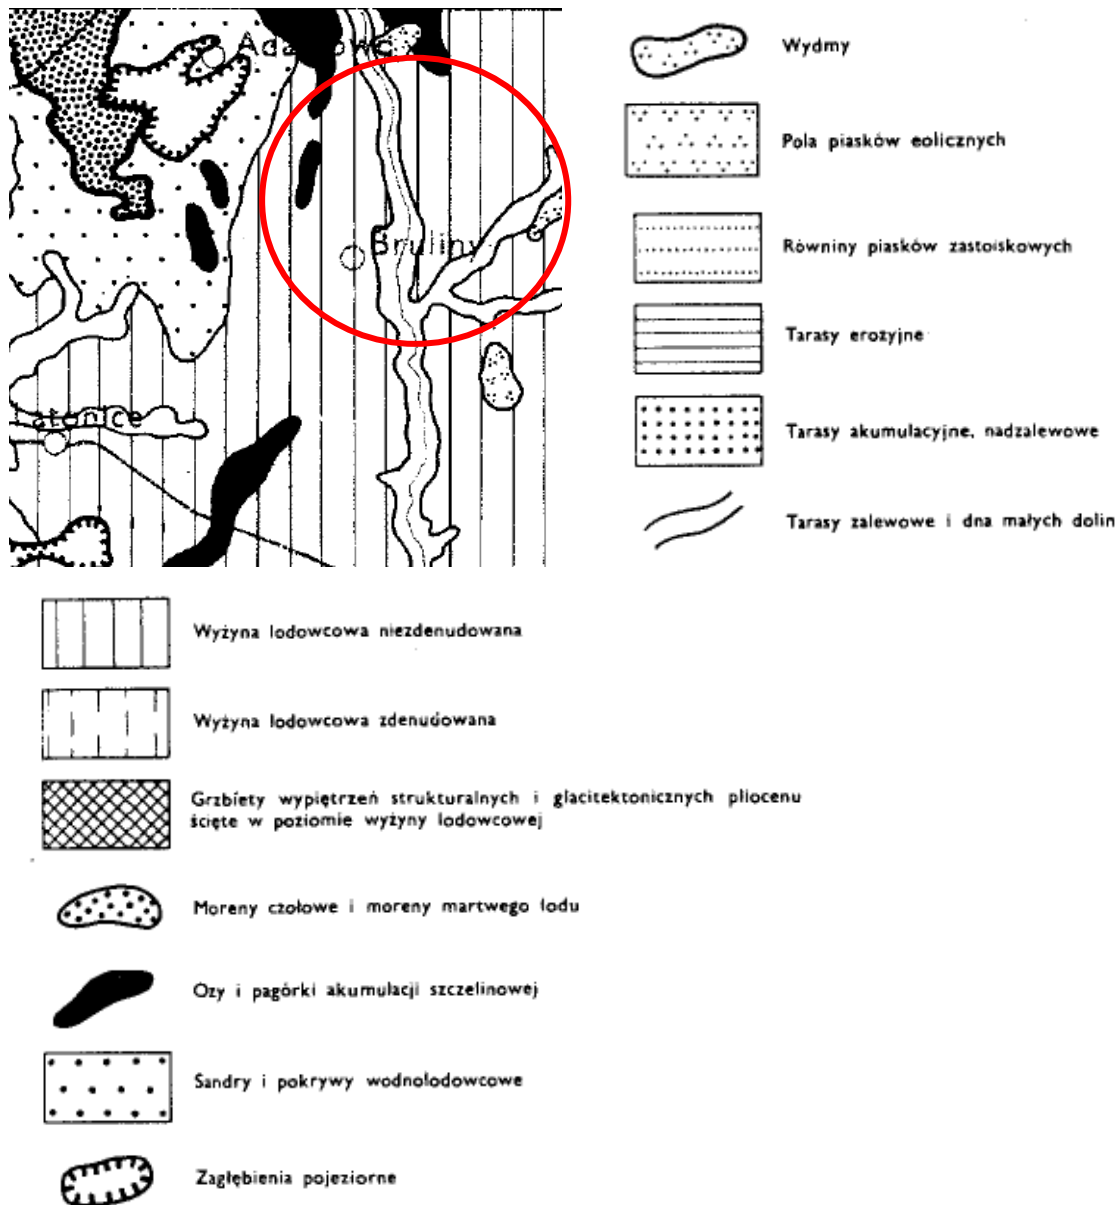 Bruliny
Wydmy
Pola piasków eolicznych
Równiny piasków zastoiskowych
Tarasy erozyjne
Tarasy akumulacyjne, nadzalewowe
Tarasy zalewowe i dna małych dolin
Wyżyna lodowcowa niezdenudowana
Wyżyna lodowcowa zdenudowana
Grzbiety wypiętrzeń strukturalnych i glacitektonicznych pliocenu
ścięte w poziomie wyżyny lodowcowej
Moreny czołowe i moreny martwego lodu
Ozy i pagórki akumulacji szczelinowej
Sandry i pokrywy wodnolodowcowe
Zagłębienia pojeziorne